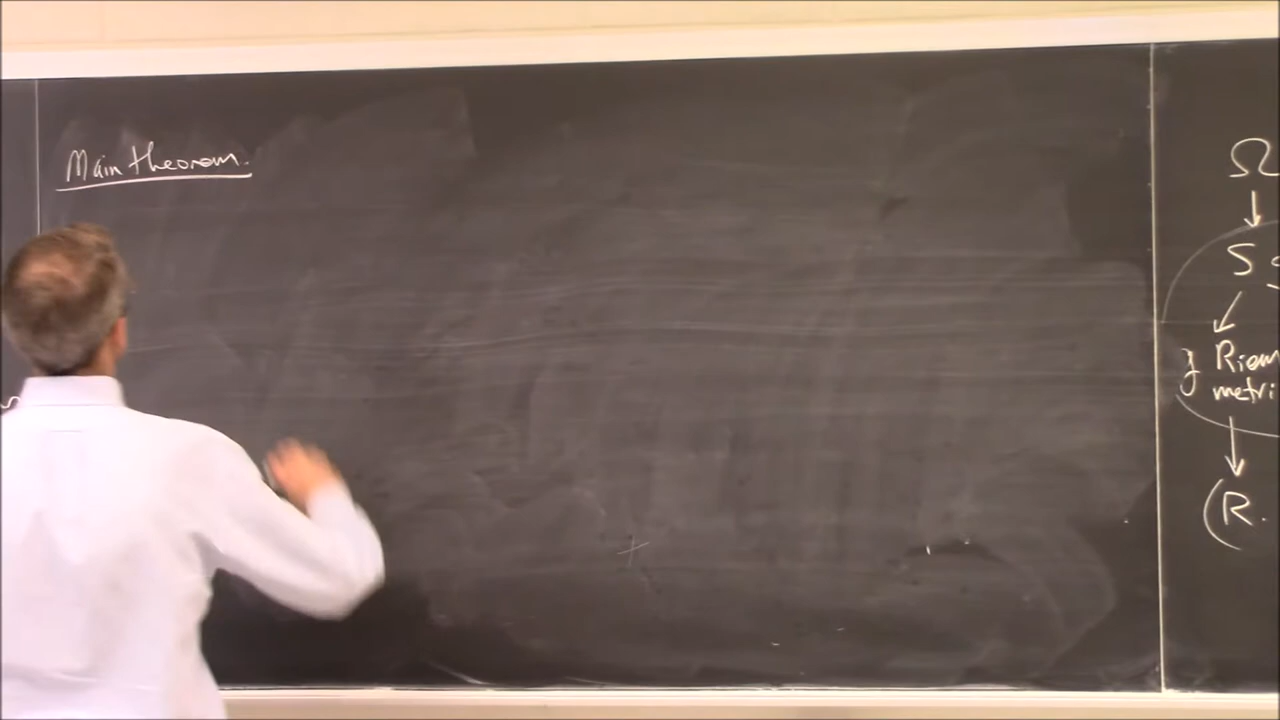 Main theorem.
Ω
↓
S
↙
g Riem
metri
↓
(R.